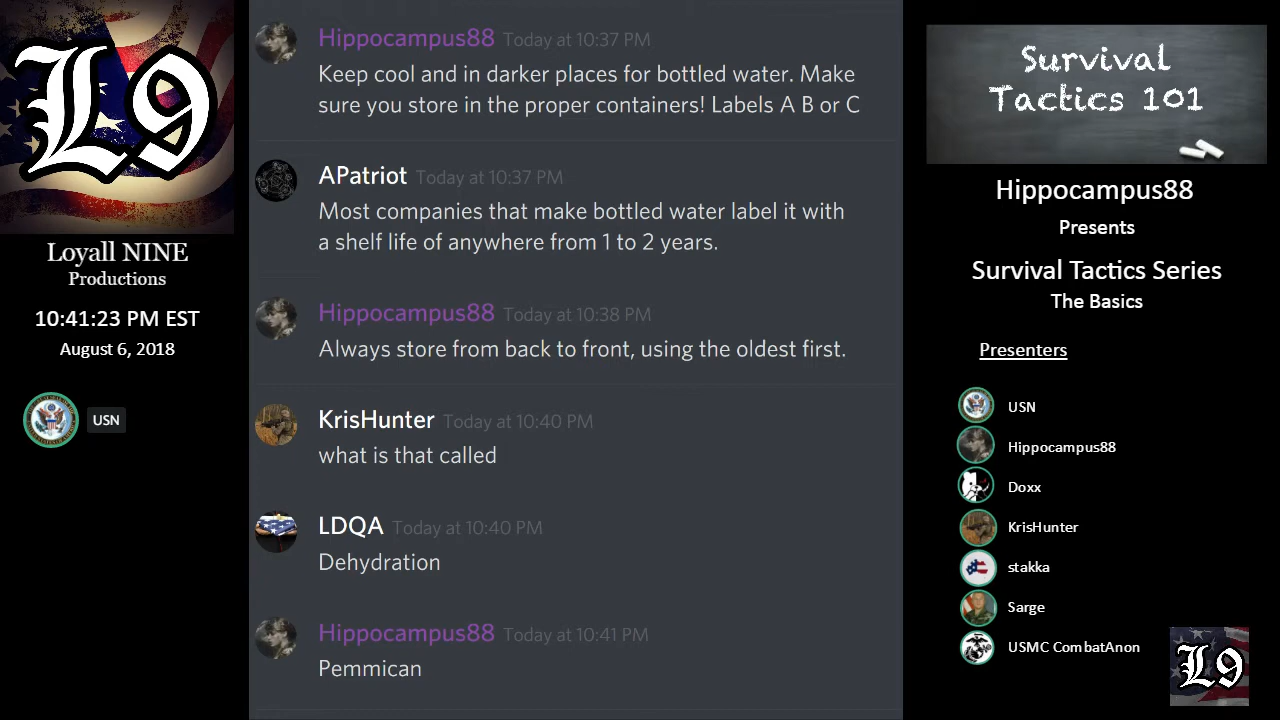 L9
Loyall NINE
Productions
10:41:23 PM EST
August 6, 2018
USN
Hippocampus88 Today at 10:37 PM
Keep cool and in darker places for bottled water. Make
sure you store in the proper containers! Labels A B or C
APatriot Today at 10:37 PM
Most companies that make bottled water label it with
a shelf life of anywhere from 1 to 2 years.
Hippocampus88 Today at 10:38 PM
Always store from back to front, using the oldest first.
KrisHunter Today at 10:40 PM
what is that called
LDQA Today at 10:40 PM
Dehydration
Hippocampus88 Today at 10:41 PM
Pemmican
Survival
Tactics 101
Hippocampus88
Presents
Survival Tactics Series
The Basics
Presenters
USN
Hippocampus88
Doxx
KrisHunter
stakka
Sarge
USMC CombatAnon
L9